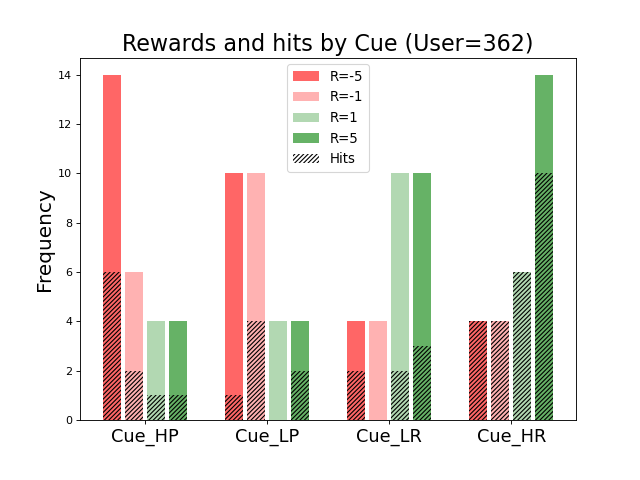 Rewards and hits by Cue (User=362)
14
12
10
8
6
4
2
0
Frequency
R=-5
R=-1
R=1
R=5
Hits
Cue_HP Cue_LP Cue_LR Cue_HR